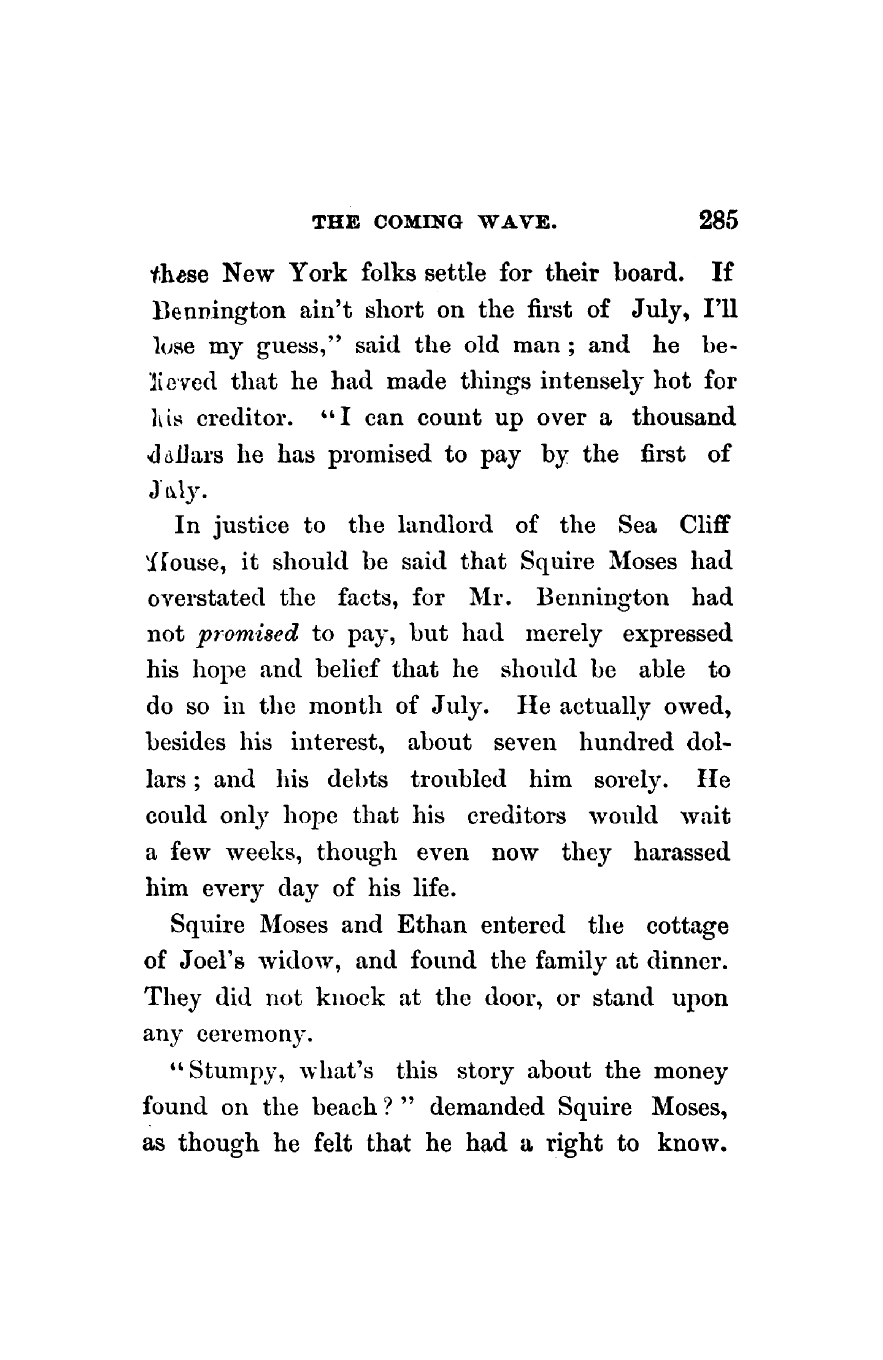 THE COMING WAVE. 285
these New York folks settle for their board. If
Bennington ain't short on the first of July, I'll
lose my guess," said the old man ; and he be-
lieved that he had made things intensely hot for
his creditor. "I can count up over a thousand
dollars he has promised to pay by the first of
July.
In justice to the landlord of the Sea Cliff
House, it should be said that Squire Moses had
overstated the facts, for Mr. Bennington had
not promised to pay, but had merely expressed
his hope and belief that he should be able to
do so in the month of July. He actually owed,
besides his interest, about seven hundred dol-
lars ; and his debts troubled him sorely. He
could only hope that his creditors would wait
a few weeks, though even now they harassed
him every day of his life.
Squire Moses and Ethan entered the cottage
of Joel's widow, and found the family at dinner.
They did not knock at the door, or stand upon
any ceremony.
"Stumpy, what's this story about the money
found on the beach ? " demanded Squire Moses,
as though he felt that he had a right to know.